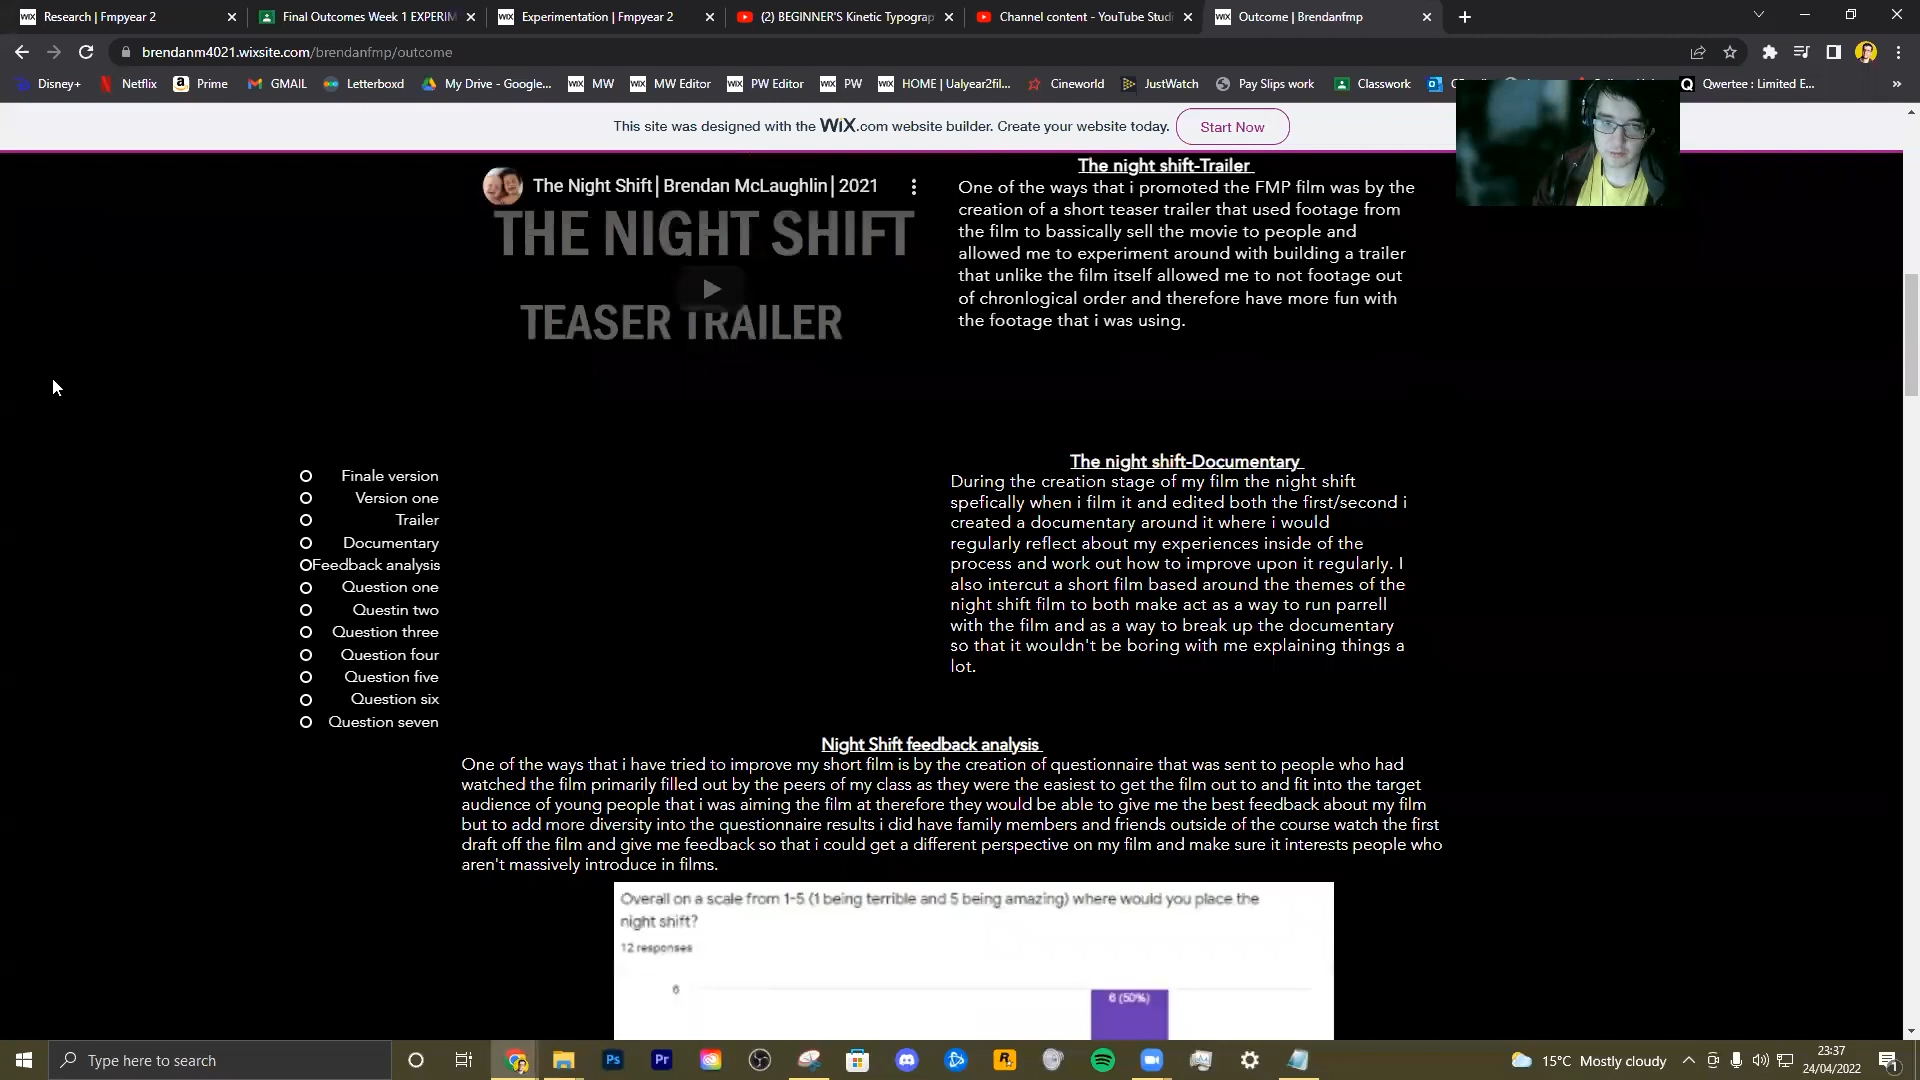 Research | Fmpyear 2
Final Outcomes Week 1 EXPERIM
Experimentation | Fmpyear 2
(2) BEGINNER'S Kinetic Typograp
Channel content - YouTube Studi
Outcome | Brendanfmp
brendanm4021.wixsite.com/brendanfmp/outcome
Disney+
Netflix
Prime
GMAIL
Letterboxd
My Drive - Google...
MW
MW Editor
PW Editor
PW
HOME | Ualyear2fil...
Cineworld
JustWatch
Pay Slips work
Classwork
Qwertee : Limited E...
This site was designed with the WiX.com website builder. Create your website today.
Start Now
The Night Shift│Brendan McLaughlin│2021
THE NIGHT SHIFT
TEASER TRAILER
The night shift-Trailer
One of the ways that i promoted the FMP film was by the
creation of a short teaser trailer that used footage from
the film to bassically sell the movie to people and
allowed me to experiment around with building a trailer
that unlike the film itself allowed me to not footage out
of chronlogical order and therefore have more fun with
the footage that i was using.
Finale version
Version one
Trailer
Documentary
Feedback analysis
Question one
Questin two
Question three
Question four
Question five
Question six
Question seven
The night shift-Documentary
During the creation stage of my film the night shift
spefically when i film it and edited both the first/second i
created a documentary around it where i would
regularly reflect about my experiences inside of the
process and work out how to improve upon it regularly. I
also intercut a short film based around the themes of the
night shift film to both make act as a way to run parrell
with the film and as a way to break up the documentary
so that it wouldn't be boring with me explaining things a
lot.
Night Shift feedback analysis
One of the ways that i have tried to improve my short film is by the creation of questionnaire that was sent to people who had
watched the film primarily filled out by the peers of my class as they were the easiest to get the film out to and fit into the target
audience of young people that i was aiming the film at therefore they would be able to give me the best feedback about my film
but to add more diversity into the questionnaire results i did have family members and friends outside of the course watch the first
draft off the film and give me feedback so that i could get a different perspective on my film and make sure it interests people who
aren't massively introduce in films.
Overall on a scale from 1-5 (1 being terrible and 5 being amazing) where would you place the
night shift?
12 responses
6
6 (50%)
Type here to search
15°C Mostly cloudy
23:37
24/04/2022